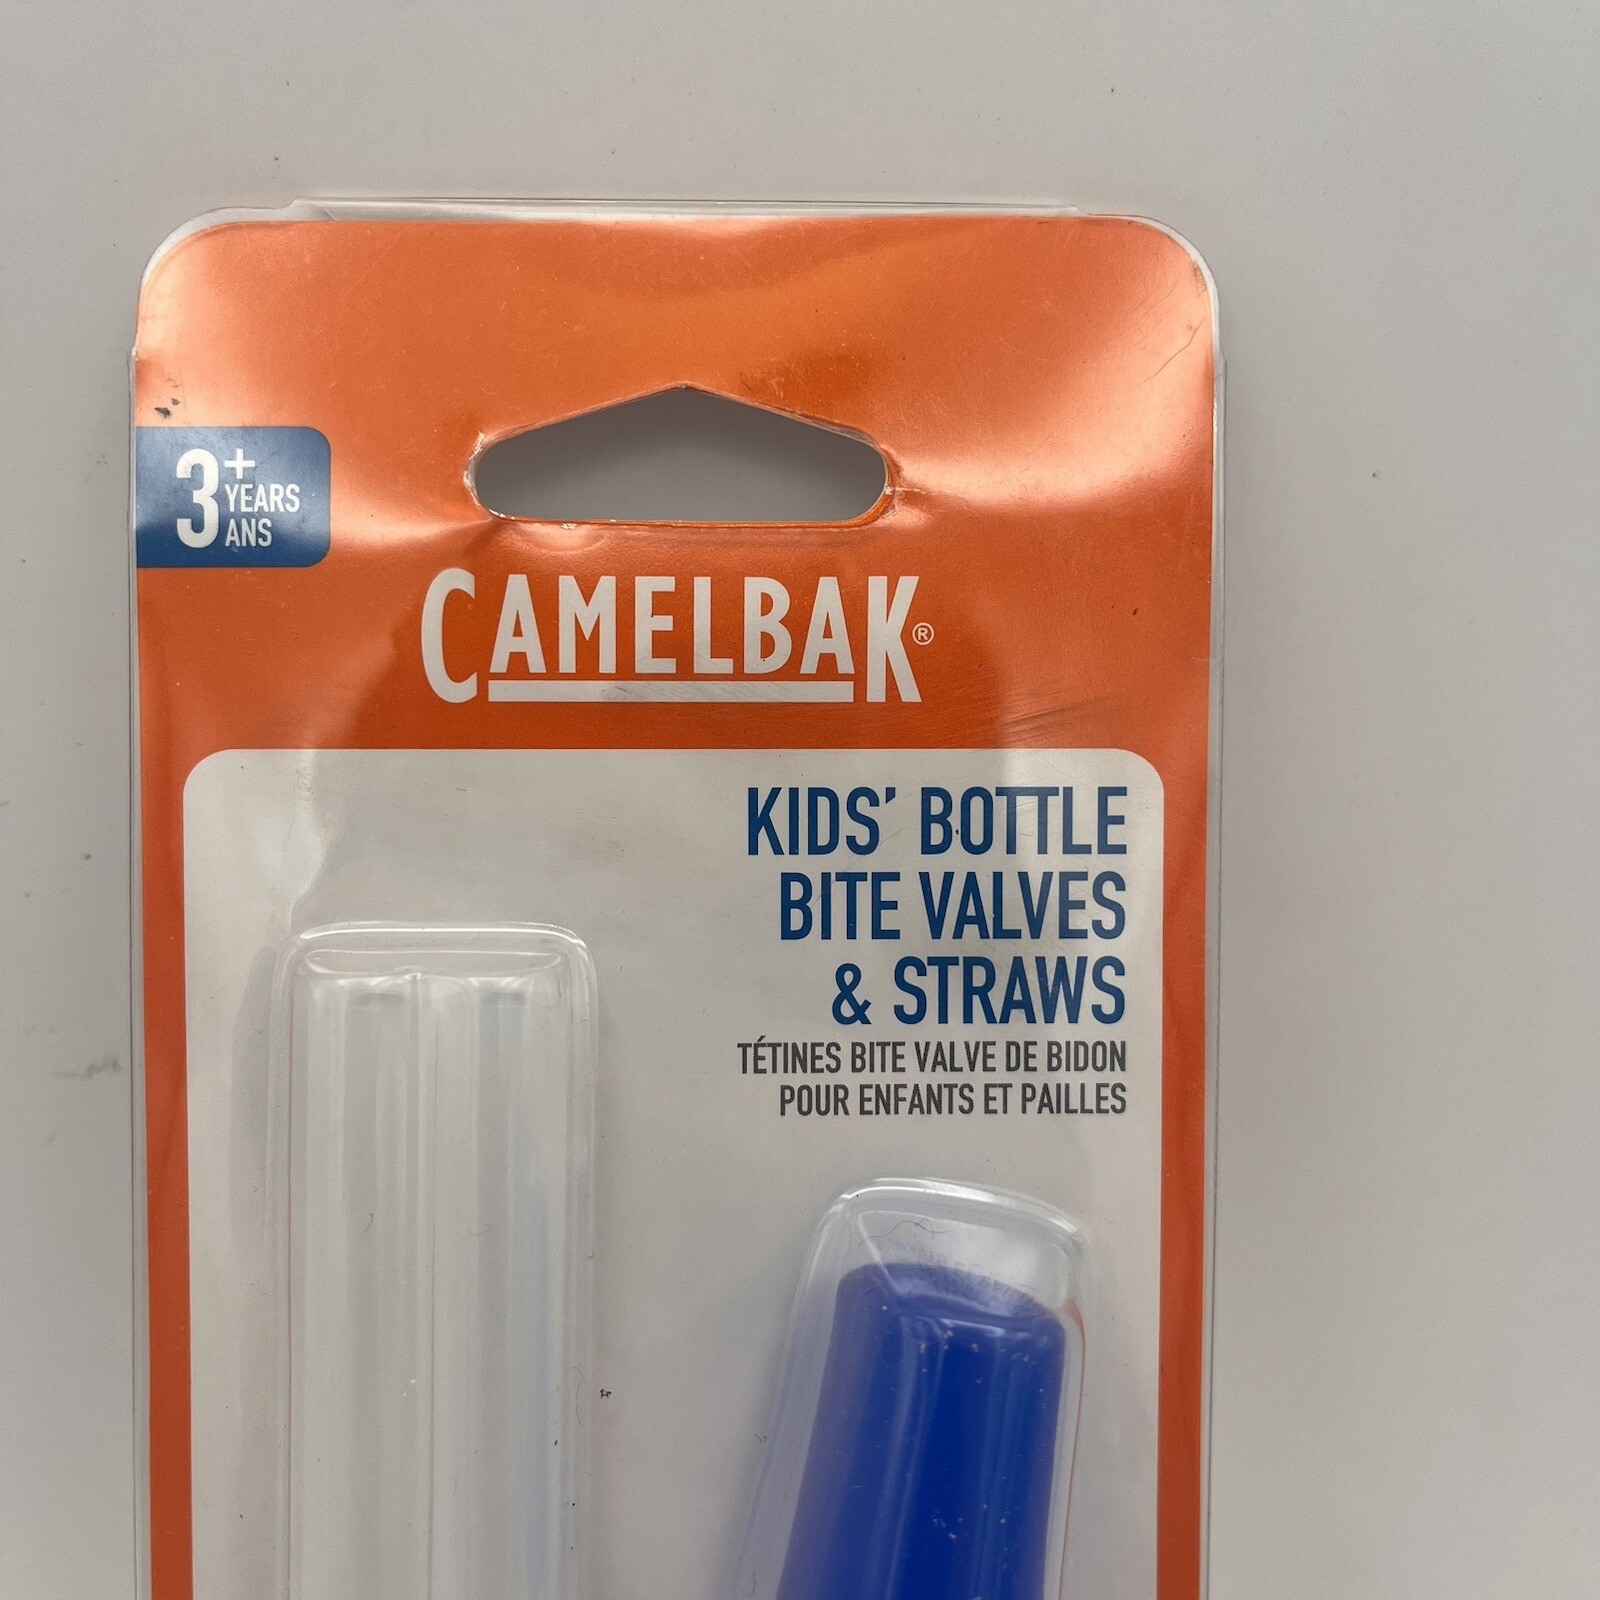 3+
YEARS
ANS
CAMELBAK®
KIDS' BOTTLE
BITE VALVES
& STRAWS
TÉTINES BITE VALVE DE BIDON
POUR ENFANTS ET PAILLES